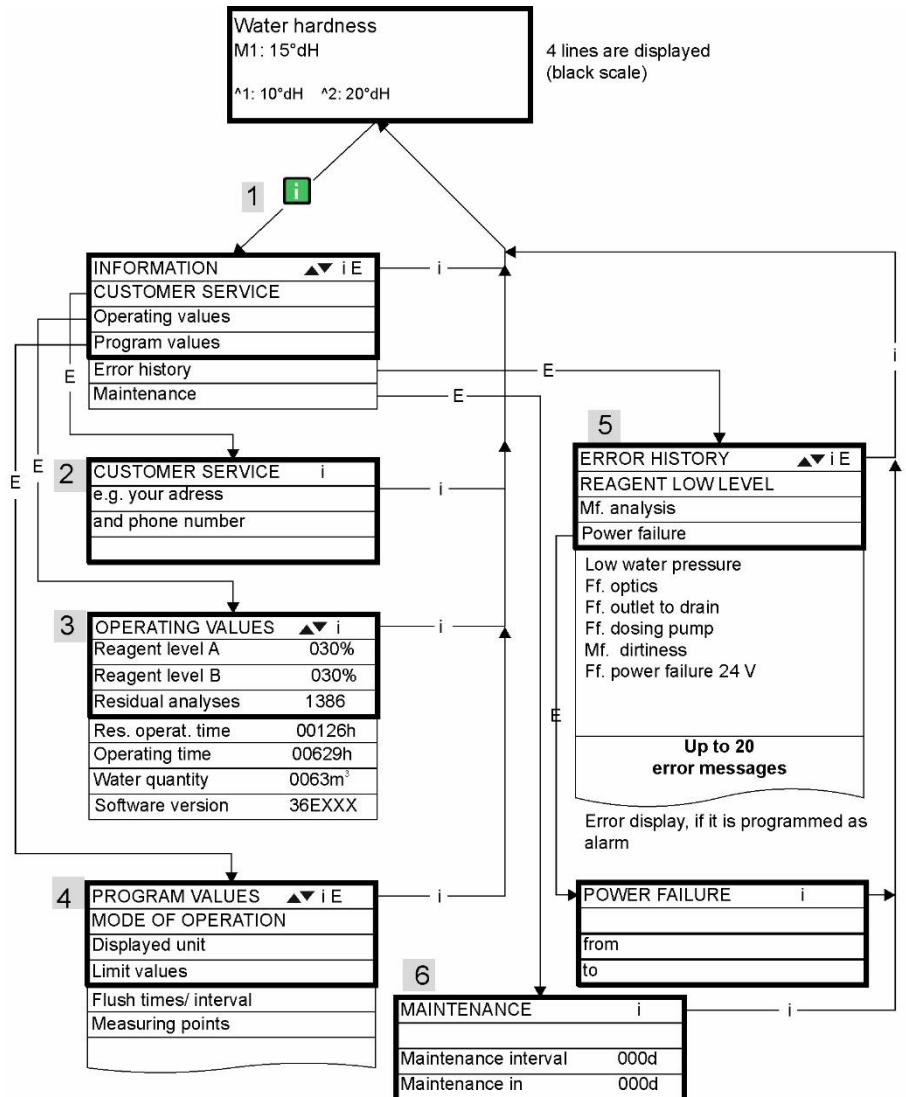 Water hardness
M1: 15°dH
^1: 10°dH ^2: 20°dH
4 lines are displayed
(black scale)
1
i
INFORMATION ▲▼ i E
CUSTOMER SERVICE
Operating values
Program values
Error history
Maintenance
i
E
E
E
E
E
i
2
CUSTOMER SERVICE i
e.g. your adress
and phone number
i
3
OPERATING VALUES ▲▼ i
Reagent level A 030%
Reagent level B 030%
Residual analyses 1386
Res. operat. time 00126h
Operating time 00629h
Water quantity 0063m³
Software version 36EXXX
i
4
PROGRAM VALUES ▲▼ i E
MODE OF OPERATION
Displayed unit
Limit values
Flush times/ interval
Measuring points
i
5
ERROR HISTORY ▲▼ i E
REAGENT LOW LEVEL
Mf. analysis
Power failure
Low water pressure
Ff. optics
Ff. outlet to drain
Ff. dosing pump
Mf. dirtiness
Ff. power failure 24 V
Up to 20
error messages
Error display, if it is programmed as
alarm
E
POWER FAILURE i
from
to
6
MAINTENANCE i
Maintenance interval 000d
Maintenance in 000d
i